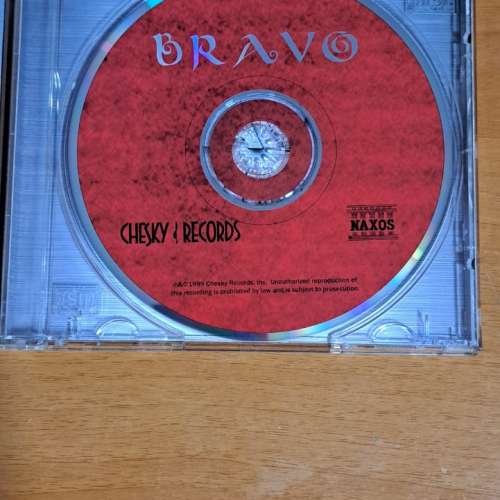 BRAVO
CHESKY RECORDS
NAXOS
℗&© 1999 Chesky Records, Inc. Unauthorized reproduction of
this recording is prohibited by law and is subject to prosecution.